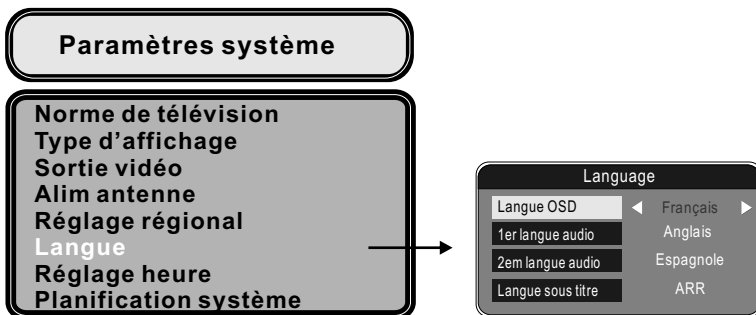 Paramètres système
Norme de télévision
Type d’affichage
Sortie vidéo
Alim antenne
Réglage régional
Langue
Réglage heure
Planification système
Language
Langue OSD Français
1er langue audio Anglais
2em langue audio Espagnole
Langue sous titre ARR